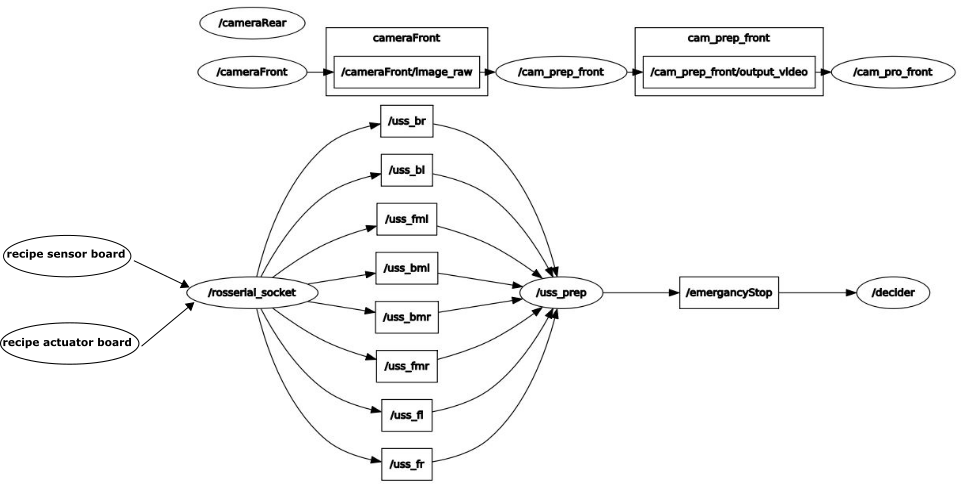 /cameraRear
cameraFront
cam_prep_front
/cameraFront
/cameraFront/image_raw
/cam_prep_front
/cam_prep_front/output_video
/cam_pro_front
/uss_br
/uss_bl
/uss_fml
recipe sensor board
/uss_bml
/rosserial_socket
/uss_prep
/emergancyStop
/decider
/uss_bmr
recipe actuator board
/uss_fmr
/uss_fl
/uss_fr